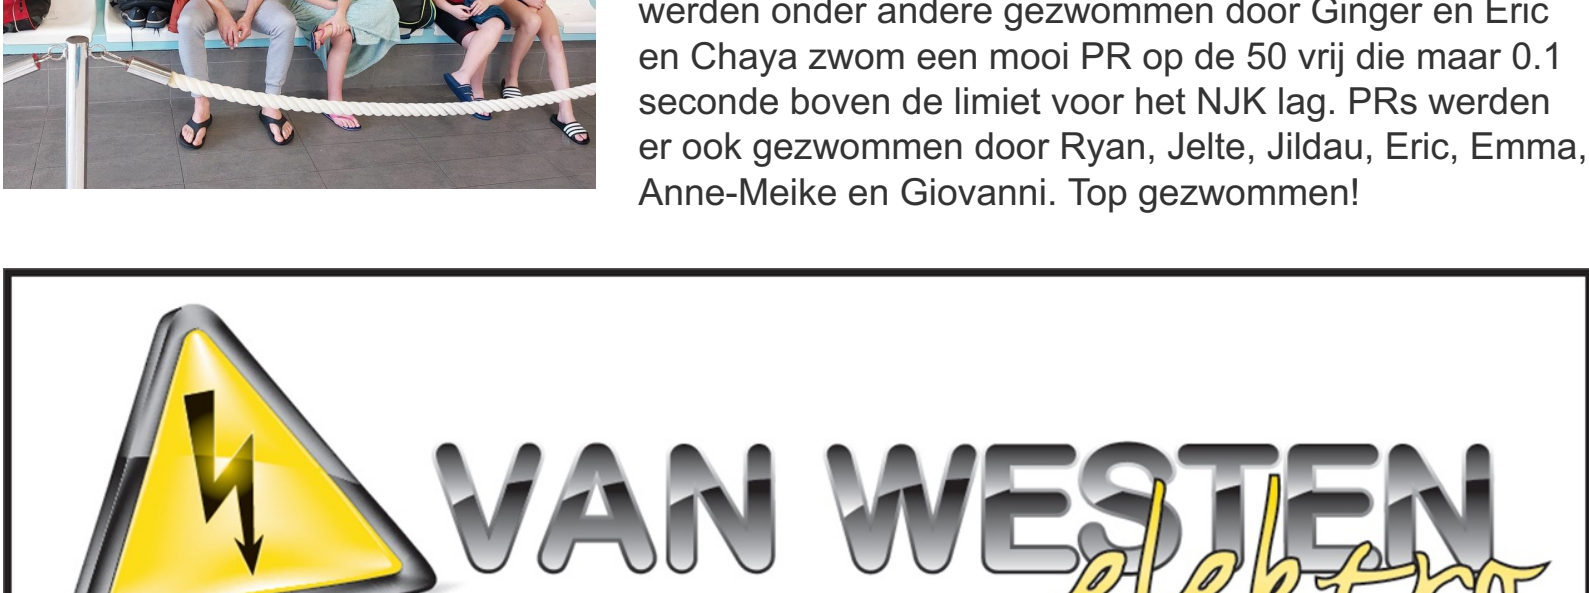 werden onder andere gezwommen door Ginger en Eric
en Chaya zwom een mooi PR op de 50 vrij die maar 0.1
seconde boven de limiet voor het NJK lag. PRs werden
er ook gezwommen door Ryan, Jelte, Jildau, Eric, Emma,
Anne-Meike en Giovanni. Top gezwommen!
VAN WESTEN
elektro